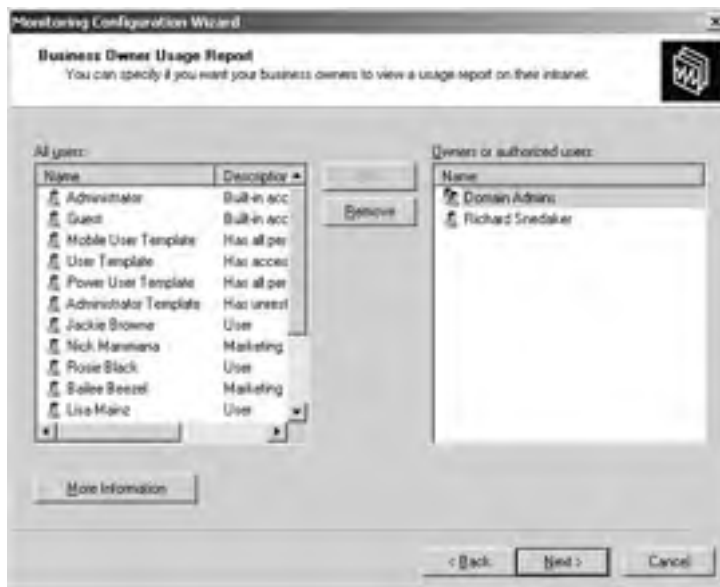 Monitoring Configuration Wizard
Business Owner Usage Report
You can specify if you want your business owners to view a usage report on their intranet.
All users:
Name Description
Administrator Built-in acc
Guest Built-in acc
Mobile User Template Has all per
User Template Has acces
Power User Template Has all per
Administrator Template Has unrest
Jackie Browne User
Nick Mammana Marketing
Rosie Black User
Bailee Beezel Marketing
Lisa Mainz User
Remove
Owners or authorized users:
Name
Domain Admins
Richard Snedaker
More Information
< Back
Next >
Cancel